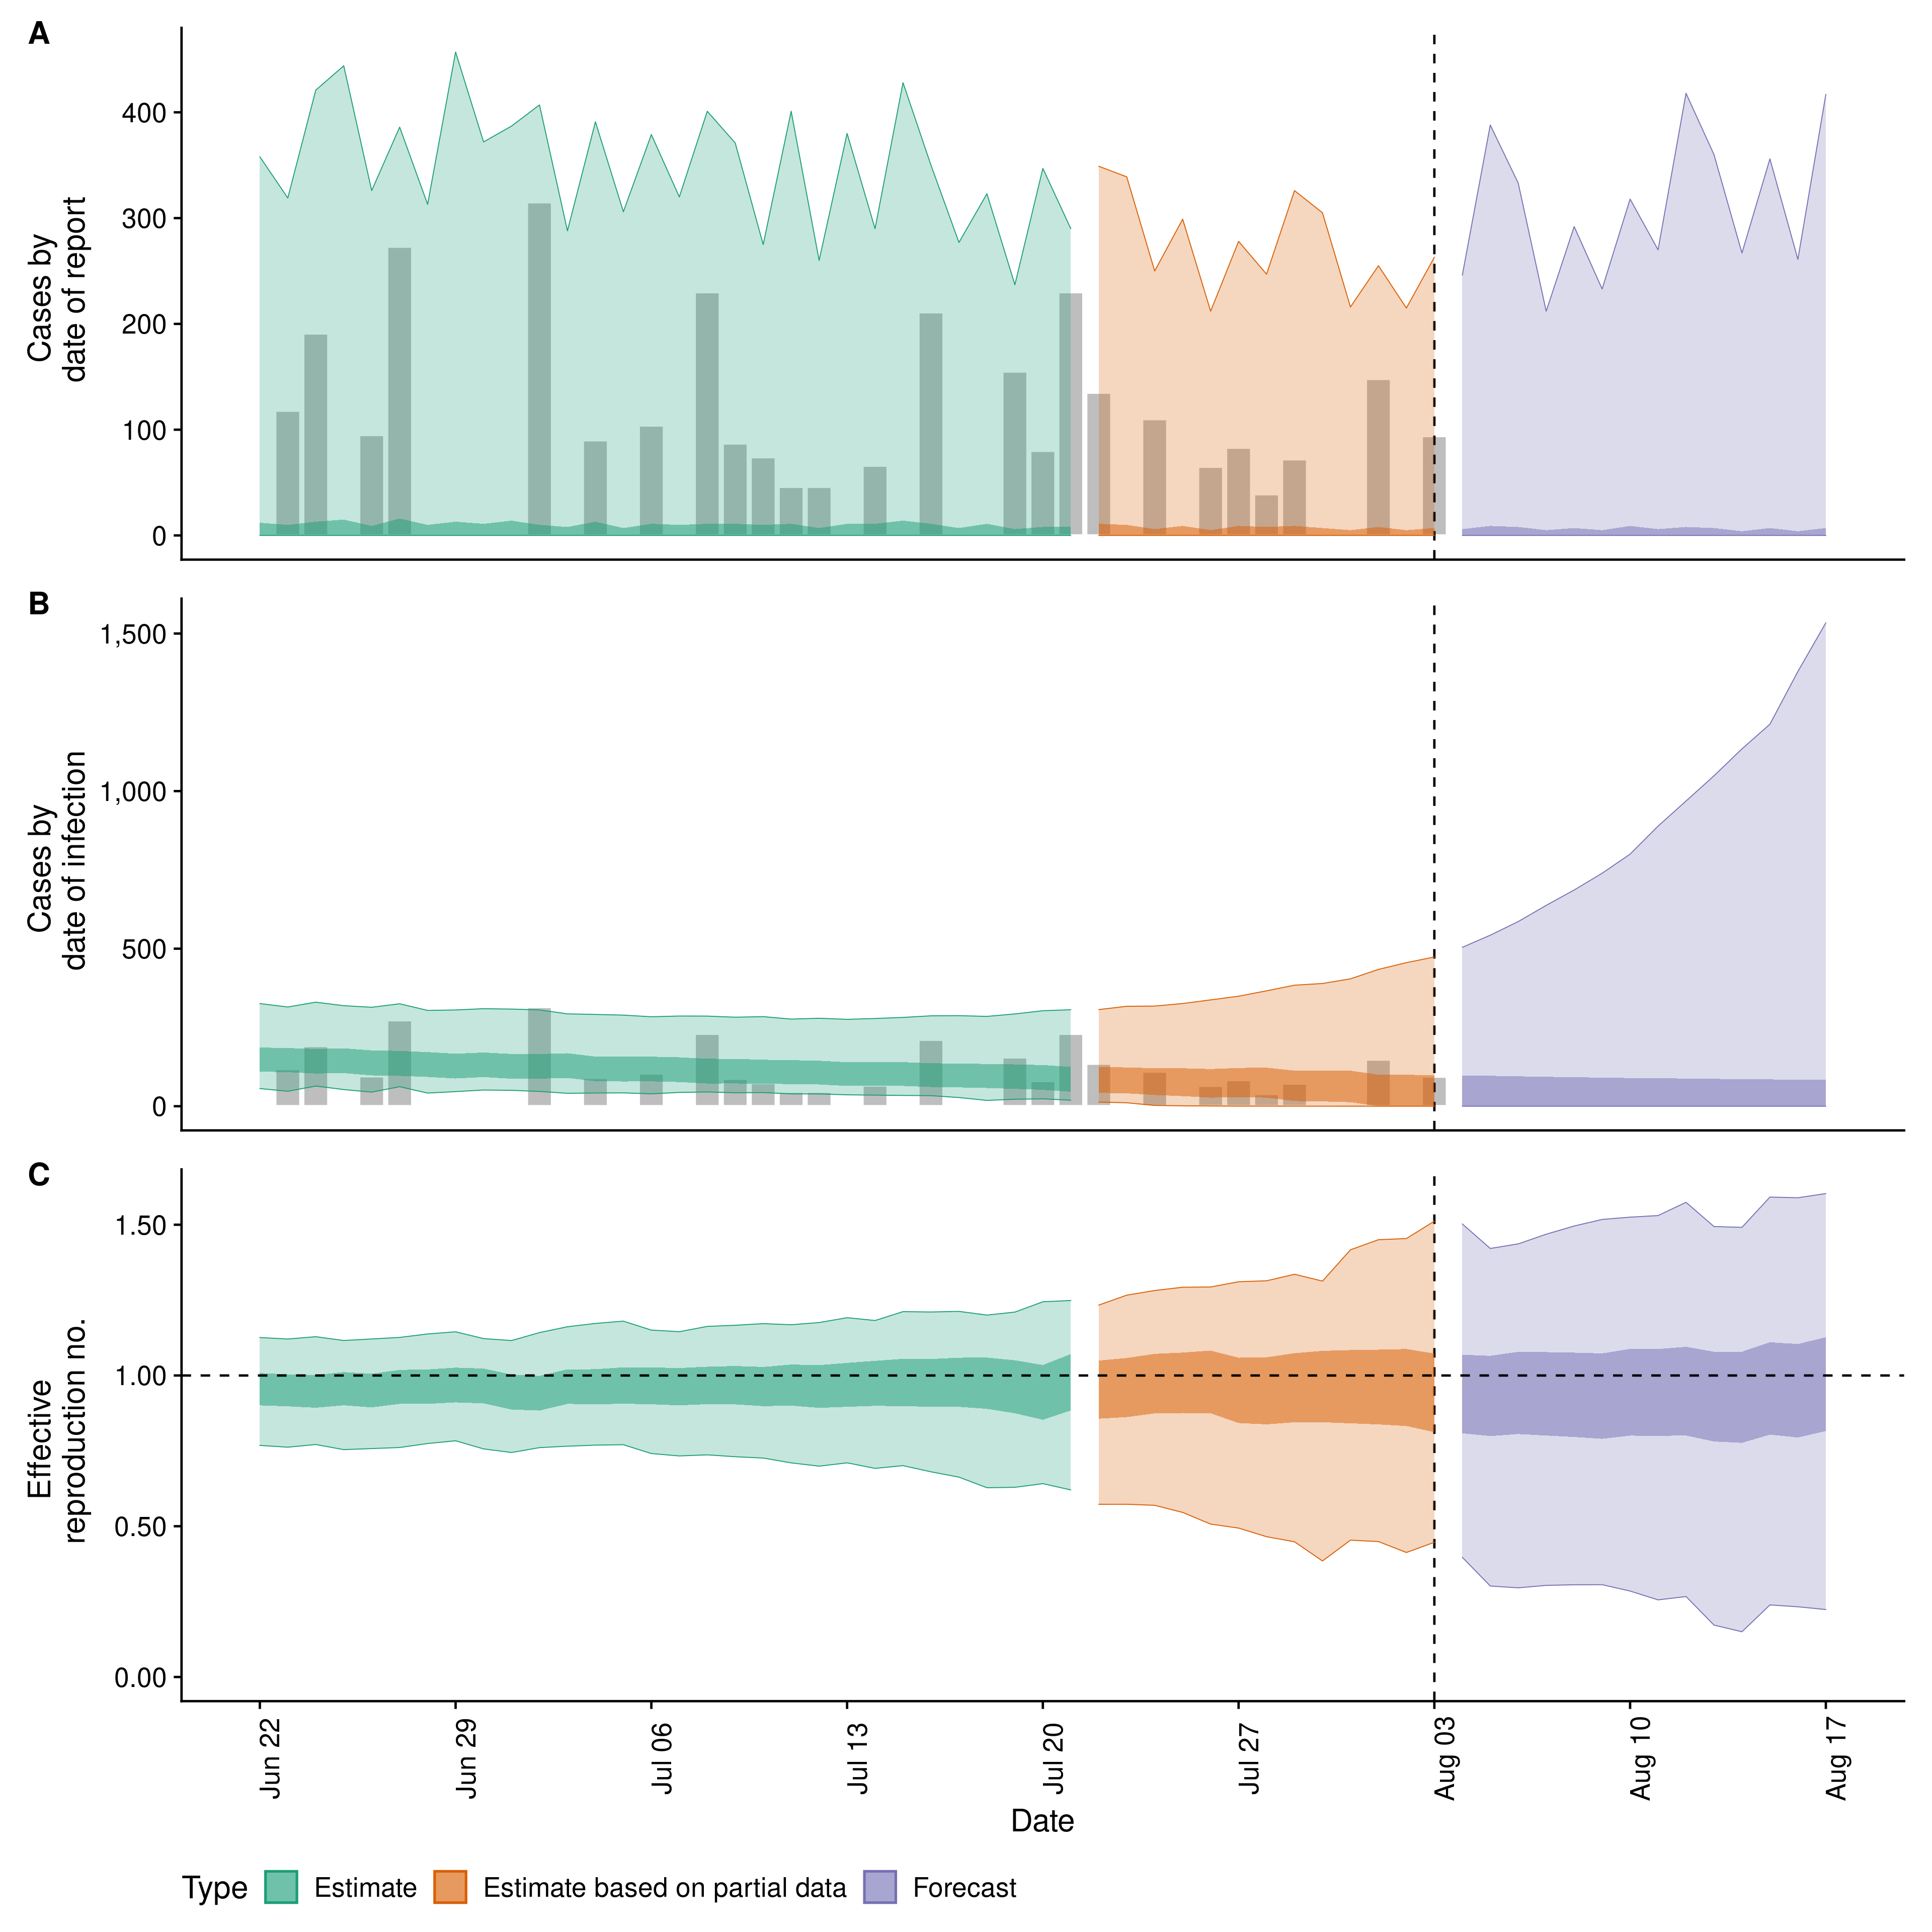 A
Cases by
date of report
400
300
200
100
0
B
Cases by
date of infection
1,500
1,000
500
0
C
Effective
reproduction no.
1.50
1.00
0.50
0.00
Jun 22
Jun 29
Jul 06
Jul 13
Jul 20
Jul 27
Aug 03
Aug 10
Aug 17
Date
Type
Estimate
Estimate based on partial data
Forecast